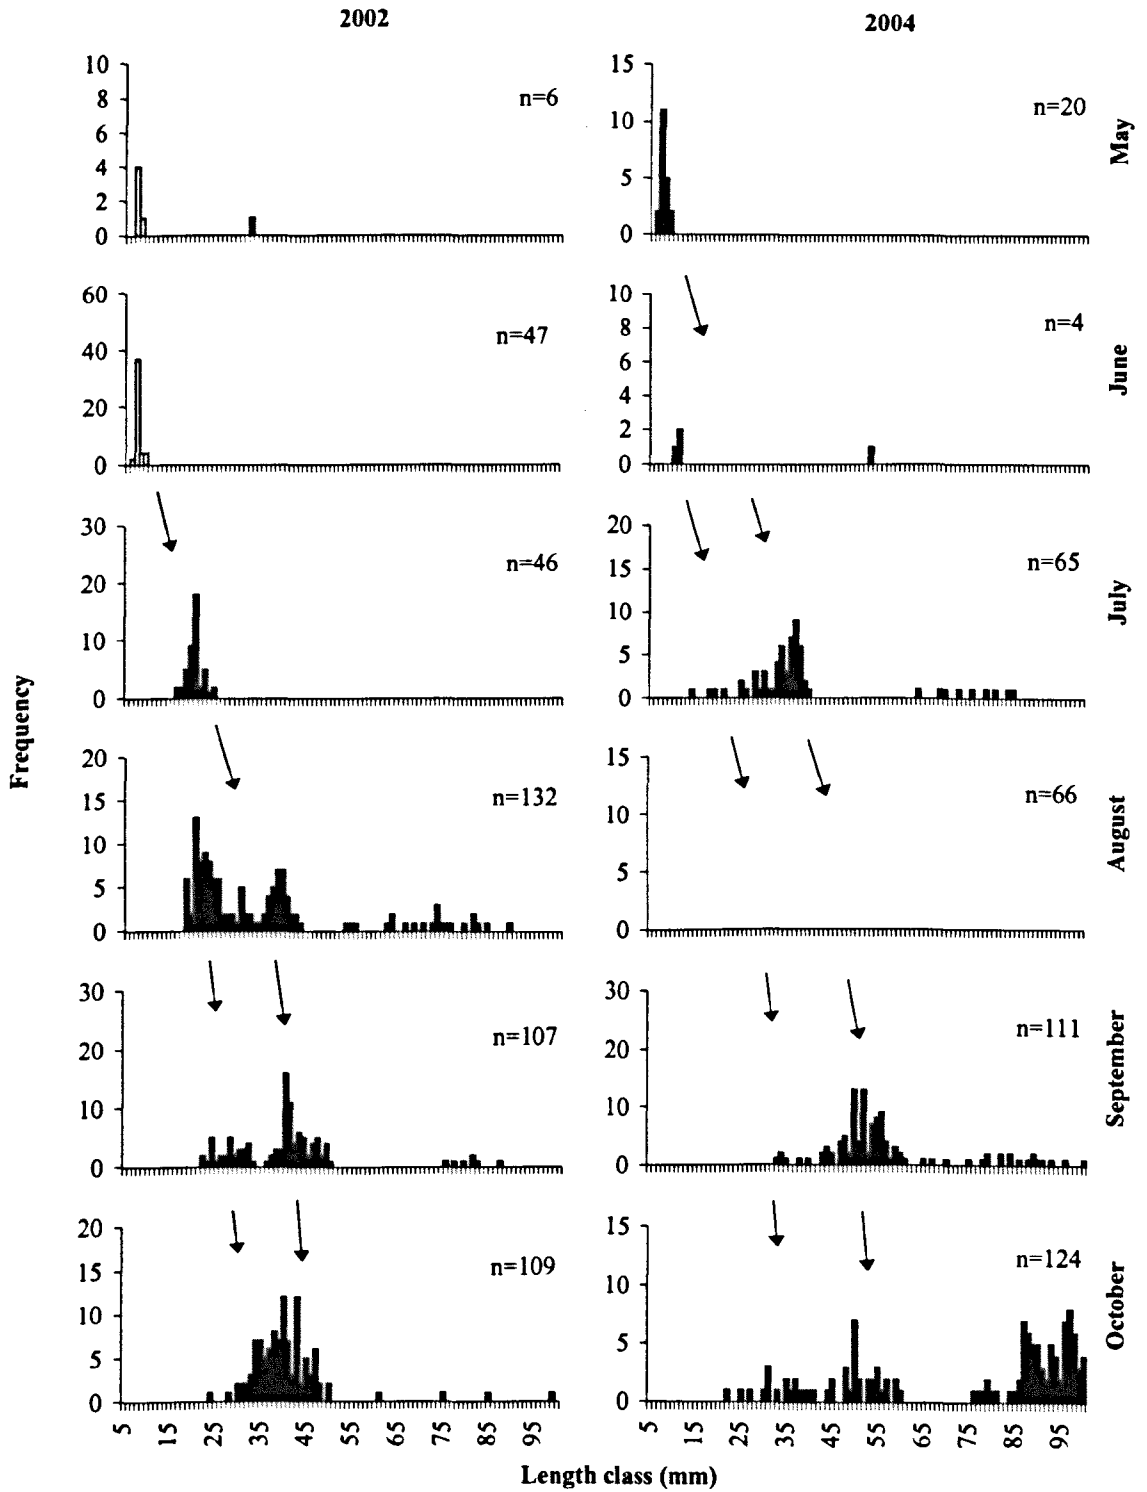 2002
2004
10
8
6
4
2
0
n=6
15
10
5
0
n=20
May
60
40
20
0
n=47
10
8
6
4
2
0
n=4
June
30
20
10
0
n=46
20
15
10
5
0
n=65
July
Frequency
20
15
10
5
0
n=132
15
10
5
0
n=66
August
30
20
10
0
n=107
30
20
10
0
n=111
September
20
15
10
5
0
n=109
15
10
5
0
n=124
October
5 15 25 35 45 55 65 75 85 95
5 15 25 35 45 55 65 75 85 95
Length class (mm)